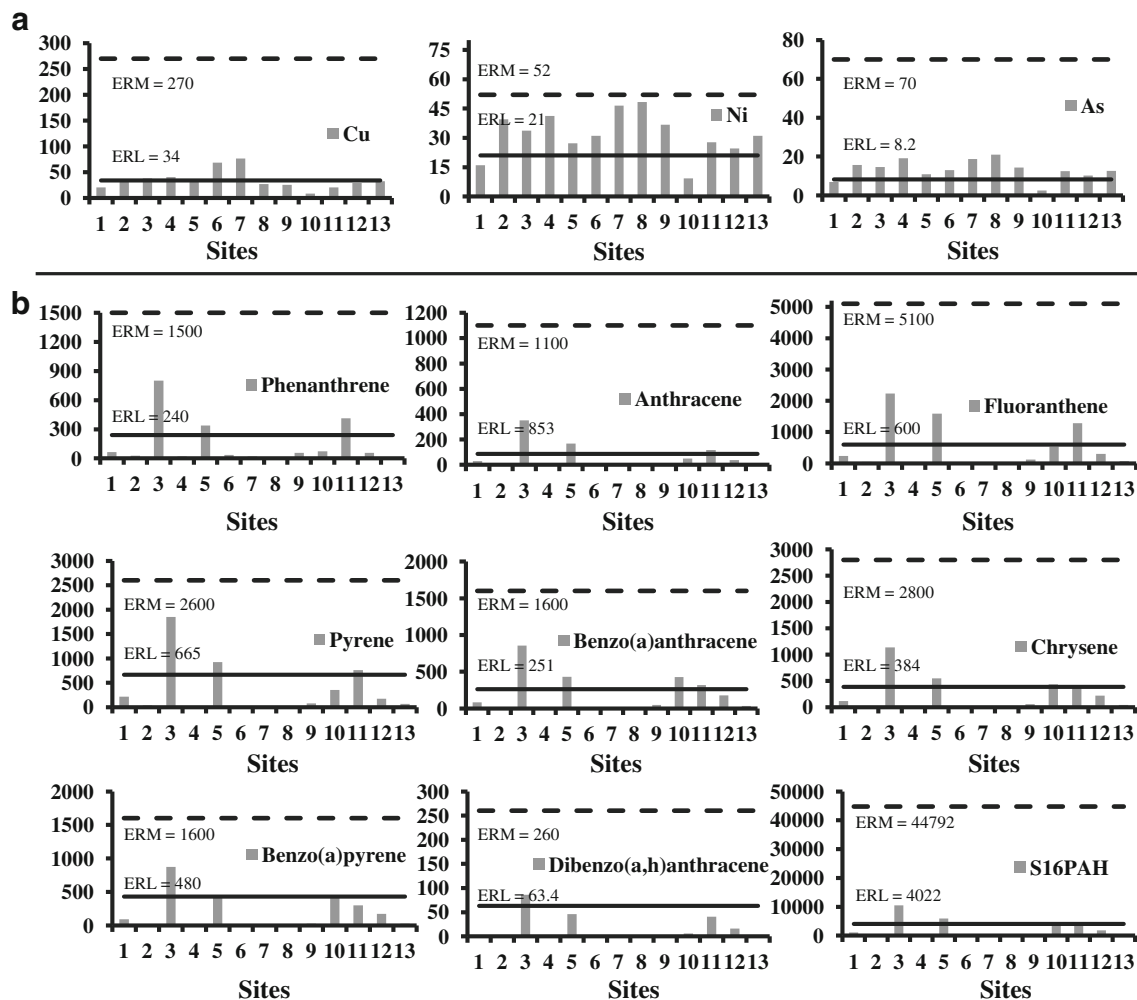 a
300
250
200
150
100
50
0
ERM = 270
Cu
ERL = 34
1 2 3 4 5 6 7 8 9 10 11 12 13
Sites
75
60
45
30
15
0
ERM = 52
ERL = 21
Ni
1 2 3 4 5 6 7 8 9 10 11 12 13
Sites
80
60
40
20
0
ERM = 70
As
ERL = 8.2
1 2 3 4 5 6 7 8 9 10 11 12 13
Sites
b
1500
1200
900
600
300
0
ERM = 1500
Phenanthrene
ERL = 240
1 2 3 4 5 6 7 8 9 10 11 12 13
Sites
1200
1000
800
600
400
200
0
ERM = 1100
Anthracene
ERL = 853
1 2 3 4 5 6 7 8 9 10 11 12 13
Sites
5000
4000
3000
2000
1000
0
ERM = 5100
Fluoranthene
ERL = 600
1 2 3 4 5 6 7 8 9 10 11 12 13
Sites
3000
2500
2000
1500
1000
500
0
ERM = 2600
Pyrene
ERL = 665
1 2 3 4 5 6 7 8 9 10 11 12 13
Sites
2000
1500
1000
500
0
ERM = 1600
Benzo(a)anthracene
ERL = 251
1 2 3 4 5 6 7 8 9 10 11 12 13
Sites
3000
2500
2000
1500
1000
500
0
ERM = 2800
Chrysene
ERL = 384
1 2 3 4 5 6 7 8 9 10 11 12 13
Sites
2000
1500
1000
500
0
ERM = 1600
Benzo(a)pyrene
ERL = 480
1 2 3 4 5 6 7 8 9 10 11 12 13
Sites
300
250
200
150
100
50
0
ERM = 260
Dibenzo(a,h)anthracene
ERL = 63.4
1 2 3 4 5 6 7 8 9 10 11 12 13
Sites
50000
40000
30000
20000
10000
0
ERM = 44792
S16PAH
ERL = 4022
1 2 3 4 5 6 7 8 9 10 11 12 13
Sites